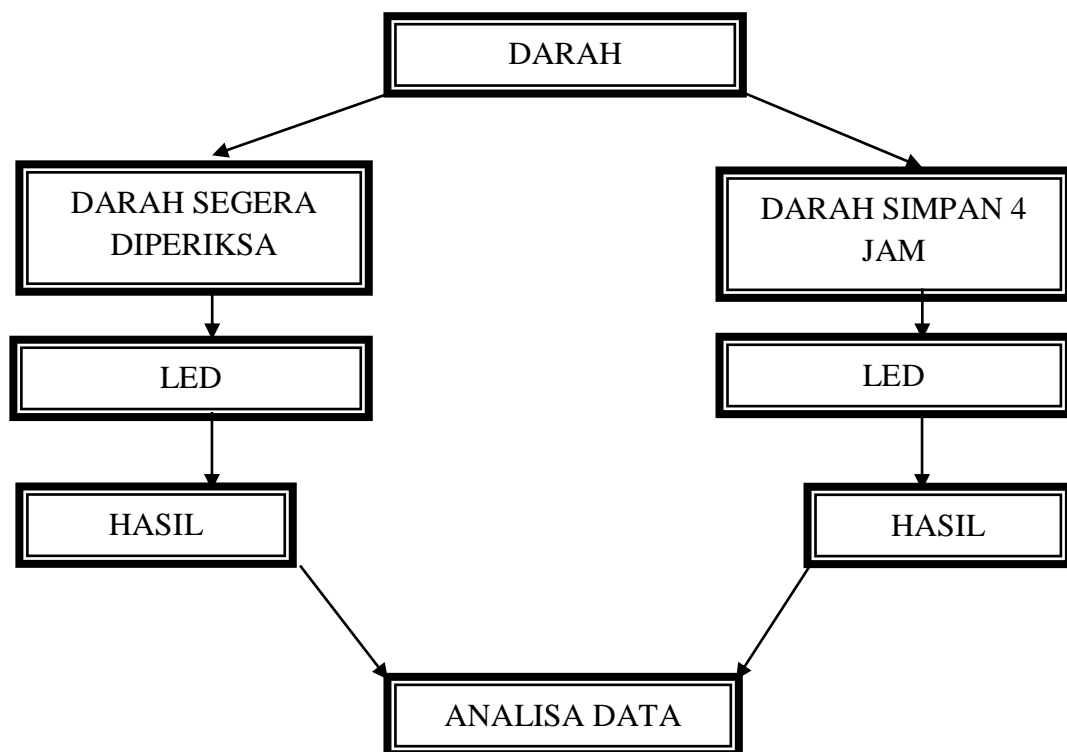 DARAH
DARAH SEGERA
DIPERIKSA
DARAH SIMPAN 4
JAM
LED
LED
HASIL
HASIL
ANALISA DATA